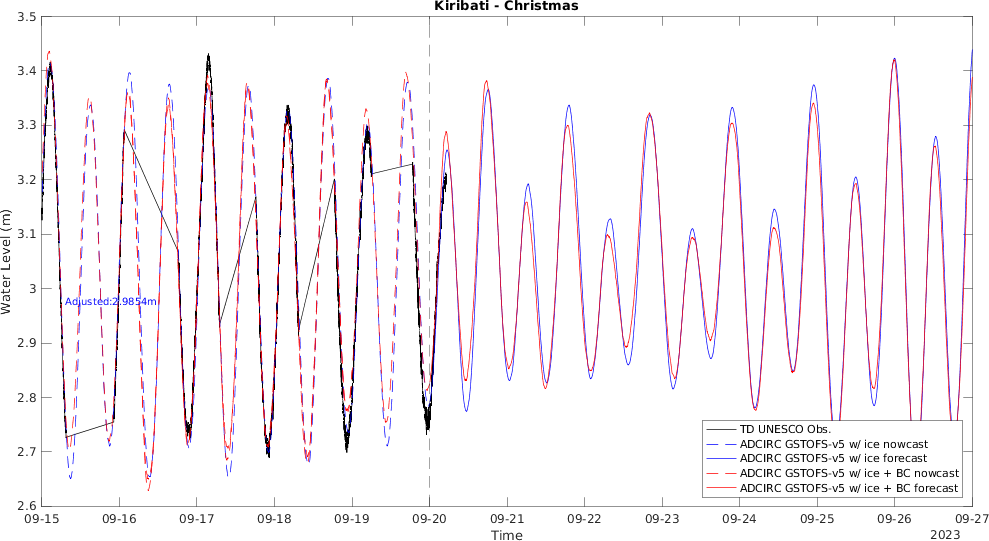 Kiribati - Christmas
3.5
3.4
3.3
3.2
3.1
3
2.9
2.8
2.7
2.6
Water Level (m)
Adjusted:2.9854m
TD UNESCO Obs.
ADCIRC GSTOFS-v5 w/ ice nowcast
ADCIRC GSTOFS-v5 w/ ice forecast
ADCIRC GSTOFS-v5 w/ ice + BC nowcast
ADCIRC GSTOFS-v5 w/ ice + BC forecast
09-15 09-16 09-17 09-18 09-19 09-20 09-21 09-22 09-23 09-24 09-25 09-26 09-27
Time
2023